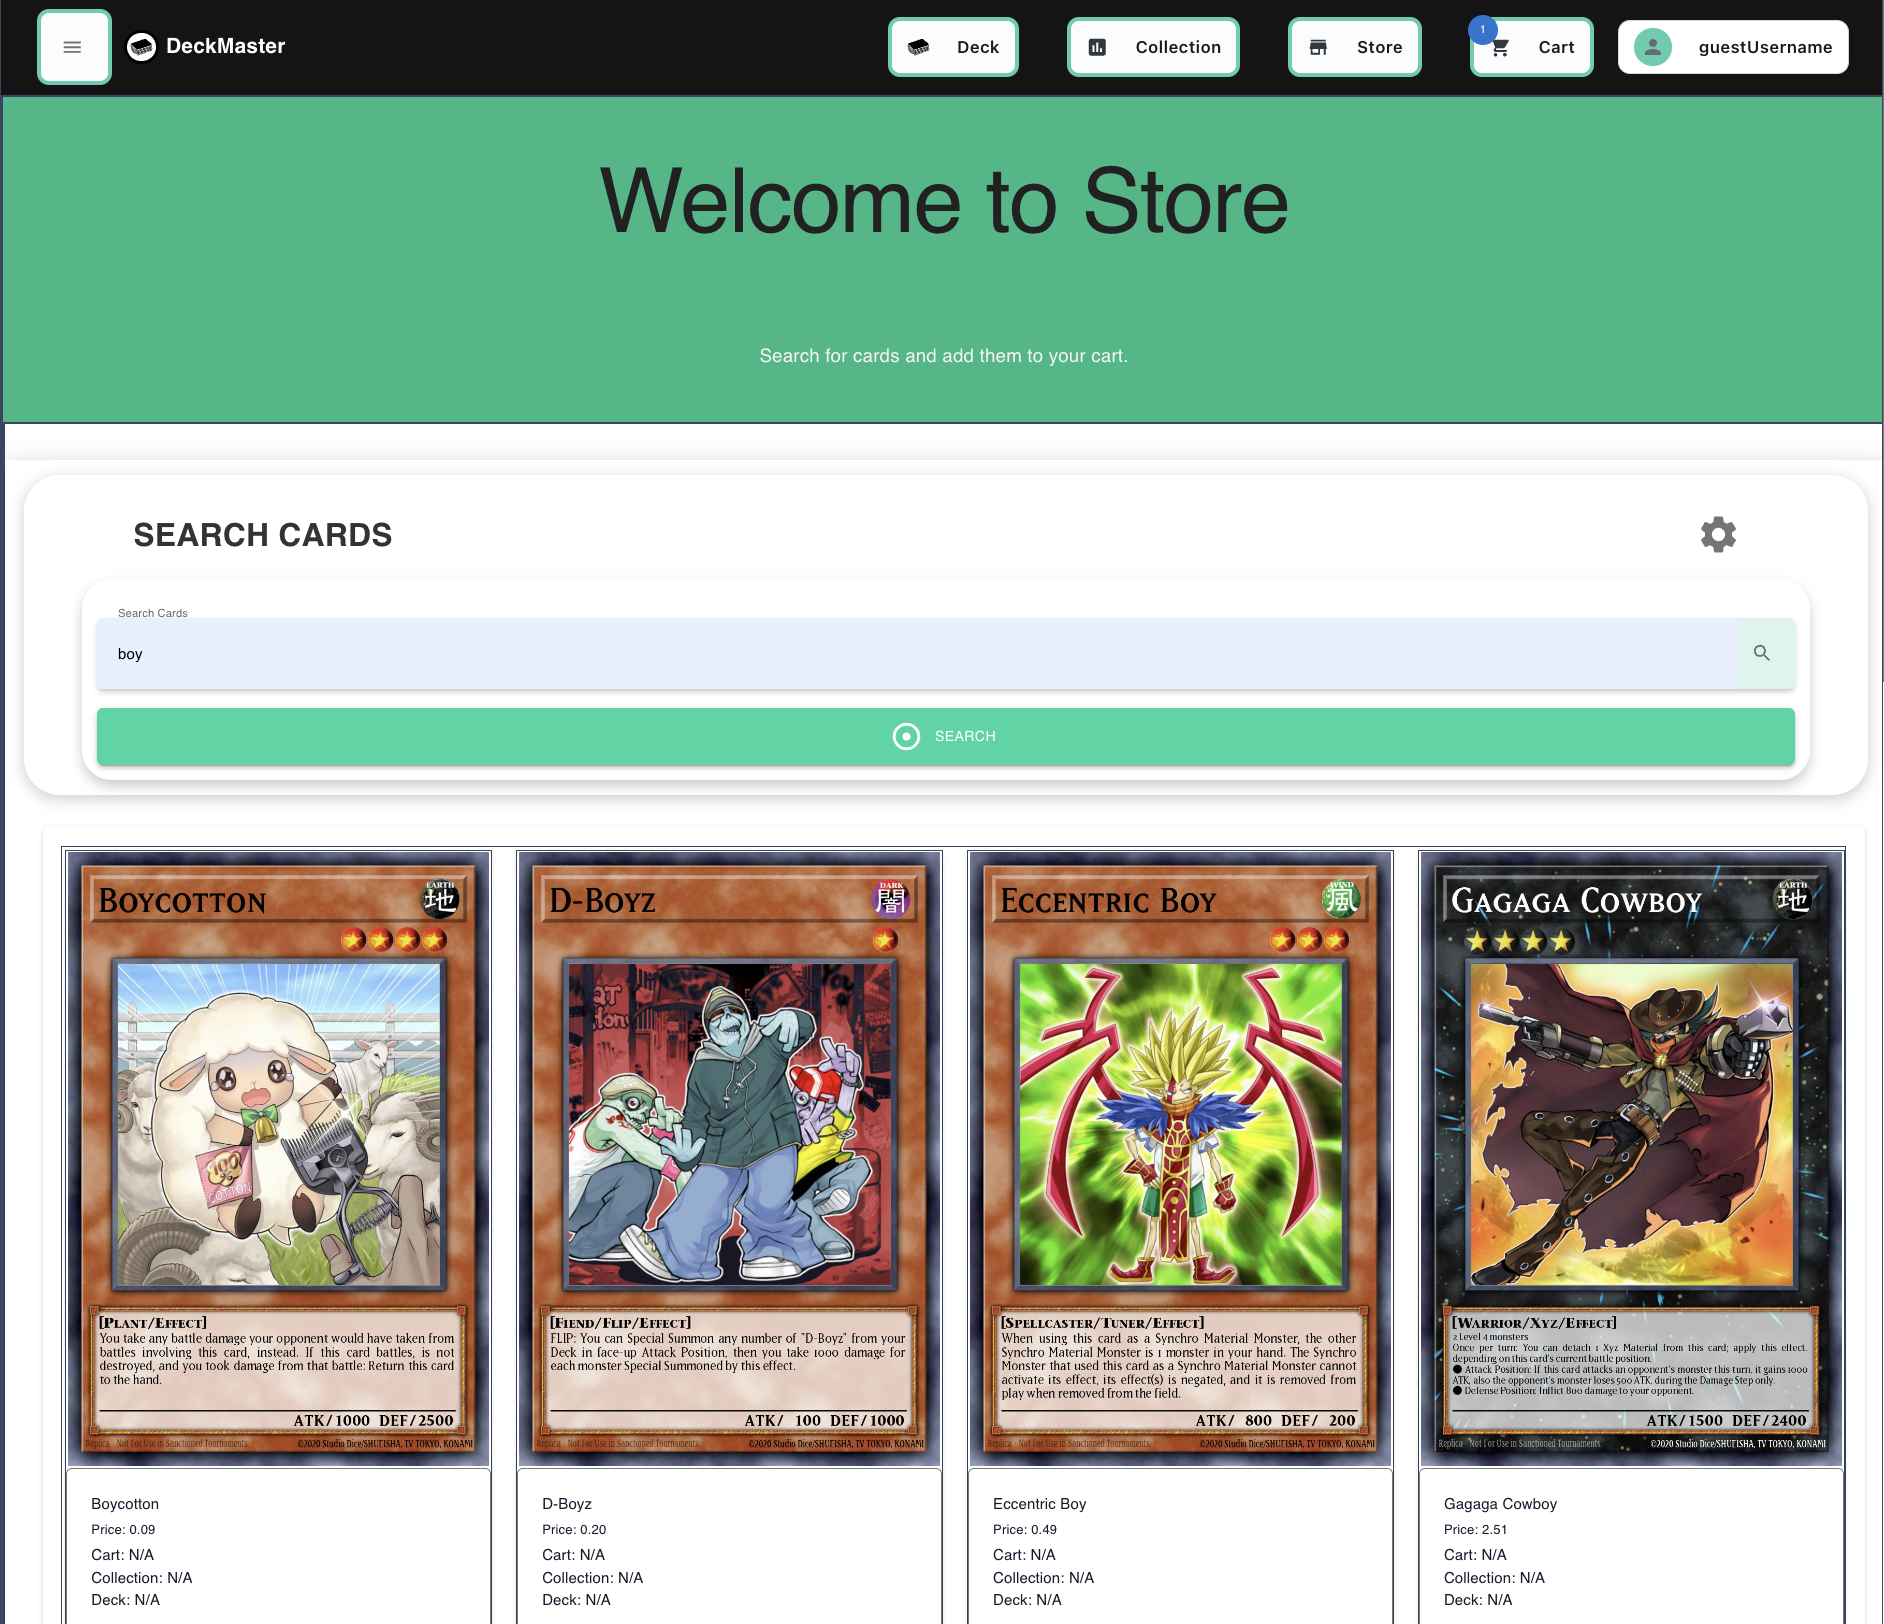 DeckMaster
Deck
Collection
Store
1
Cart
guestUsername
Welcome to Store
Search for cards and add them to your cart.
SEARCH CARDS
Search Cards
boy
SEARCH
BOYCOTTON
EARTH
地
100
COTTON
[PLANT/EFFECT]
You take any battle damage your opponent would have taken from
battles involving this card, instead. If this card battles, is not
destroyed, and you took damage from that battle: Return this card
to the hand.
ATK/1000 DEF/2500
Replica Not For Use in Sanctioned Tournaments
©2020 Studio Dice/SHUEISHA, TV TOKYO, KONAMI
D-BOYZ
DARK
闇
[FIEND/FLIP/EFFECT]
FLIP: You can Special Summon any number of "D-Boyz" from your
Deck in face-up Attack Position, then you take 1000 damage for
each monster Special Summoned by this effect.
ATK/ 100 DEF/1000
Replica Not For Use in Sanctioned Tournaments
©2020 Studio Dice/SHUEISHA, TV TOKYO, KONAMI
ECCENTRIC BOY
WIND
風
[SPELLCASTER/TUNER/EFFECT]
When using this card as a Synchro Material Monster, the other
Synchro Material Monster is 1 monster in your hand. The Synchro
Monster that used this card as a Synchro Material Monster cannot
activate its effect, its effect(s) is negated, and it is removed from
play when removed from the field.
ATK/ 800 DEF/ 200
Replica Not For Use in Sanctioned Tournaments
©2020 Studio Dice/SHUEISHA, TV TOKYO, KONAMI
GAGAGA COWBOY
EARTH
地
[WARRIOR/XYZ/EFFECT]
2 Level 4 monsters
Once per turn: You can detach 1 Xyz Material from this card; apply this effect,
depending on this card's current battle position.
● Attack Position: If this card attacks an opponent's monster this turn, it gains 1000
ATK, also the opponent's monster loses 500 ATK, during the Damage Step only.
● Defense Position: Inflict 800 damage to your opponent.
ATK/1500 DEF/2400
Replica Not For Use in Sanctioned Tournaments
©2020 Studio Dice/SHUEISHA, TV TOKYO, KONAMI
Boycotton
Price: 0.09
Cart: N/A
Collection: N/A
Deck: N/A
D-Boyz
Price: 0.20
Cart: N/A
Collection: N/A
Deck: N/A
Eccentric Boy
Price: 0.49
Cart: N/A
Collection: N/A
Deck: N/A
Gagaga Cowboy
Price: 2.51
Cart: N/A
Collection: N/A
Deck: N/A